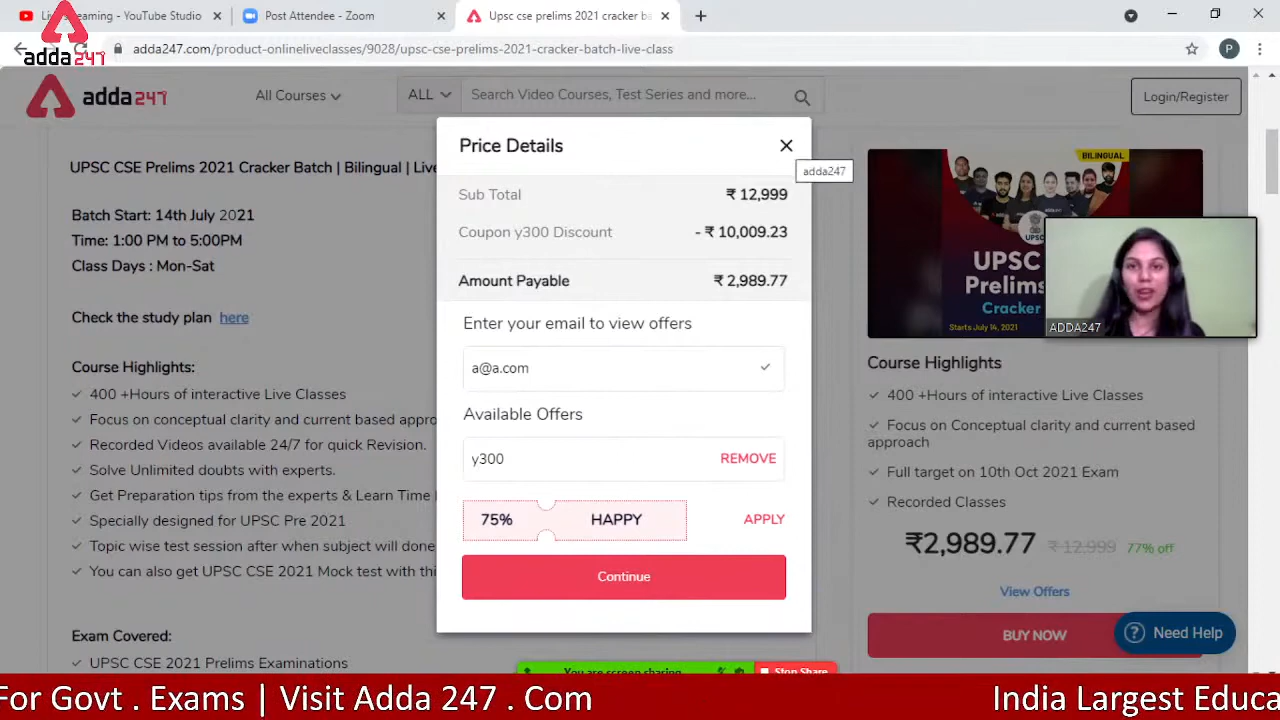 Live Streaming - YouTube Studio
Post Attendee - Zoom
Upsc cse prelims 2021 cracker ba
adda247.com/product-onlineliveclasses/9028/upsc-cse-prelims-2021-cracker-batch-live-class
P
adda247
adda247
All Courses
ALL
Search Video Courses, Test Series and more...
Login/Register
UPSC CSE Prelims 2021 Cracker Batch | Bilingual | Live
Batch Start: 14th July 2021
Time: 1:00 PM to 5:00PM
Class Days : Mon-Sat
Check the study plan here
Course Highlights:
400 +Hours of interactive Live Classes
Focus on conceptual clarity and current based appro
Recorded Videos available 24/7 for quick Revision.
Solve Unlimited doubts with experts.
Get Preparation tips from the experts & Learn Time
Specially designed for UPSC Pre 2021
Topic wise test session after when subject will done
You can also get UPSC CSE 2021 Mock test with thi
Exam Covered:
UPSC CSE 2021 Prelims Examinations
Price Details
adda247
Sub Total ₹ 12,999
Coupon y300 Discount - ₹ 10,009.23
Amount Payable ₹ 2,989.77
Enter your email to view offers
a@a.com
Available Offers
y300 REMOVE
75% HAPPY APPLY
Continue
BILINGUAL
UPSC
UPSC
Prelims
Cracker
Starts July 14, 2021
ADDA247
Course Highlights
400 +Hours of interactive Live Classes
Focus on Conceptual clarity and current based
approach
Full target on 10th Oct 2021 Exam
Recorded Classes
₹2,989.77 ₹ 12,999 77% off
View Offers
BUY NOW
Need Help
You are screen sharing
Stop Share
For Govt . Exams | Visit Adda 247 . Com
India Largest Educa